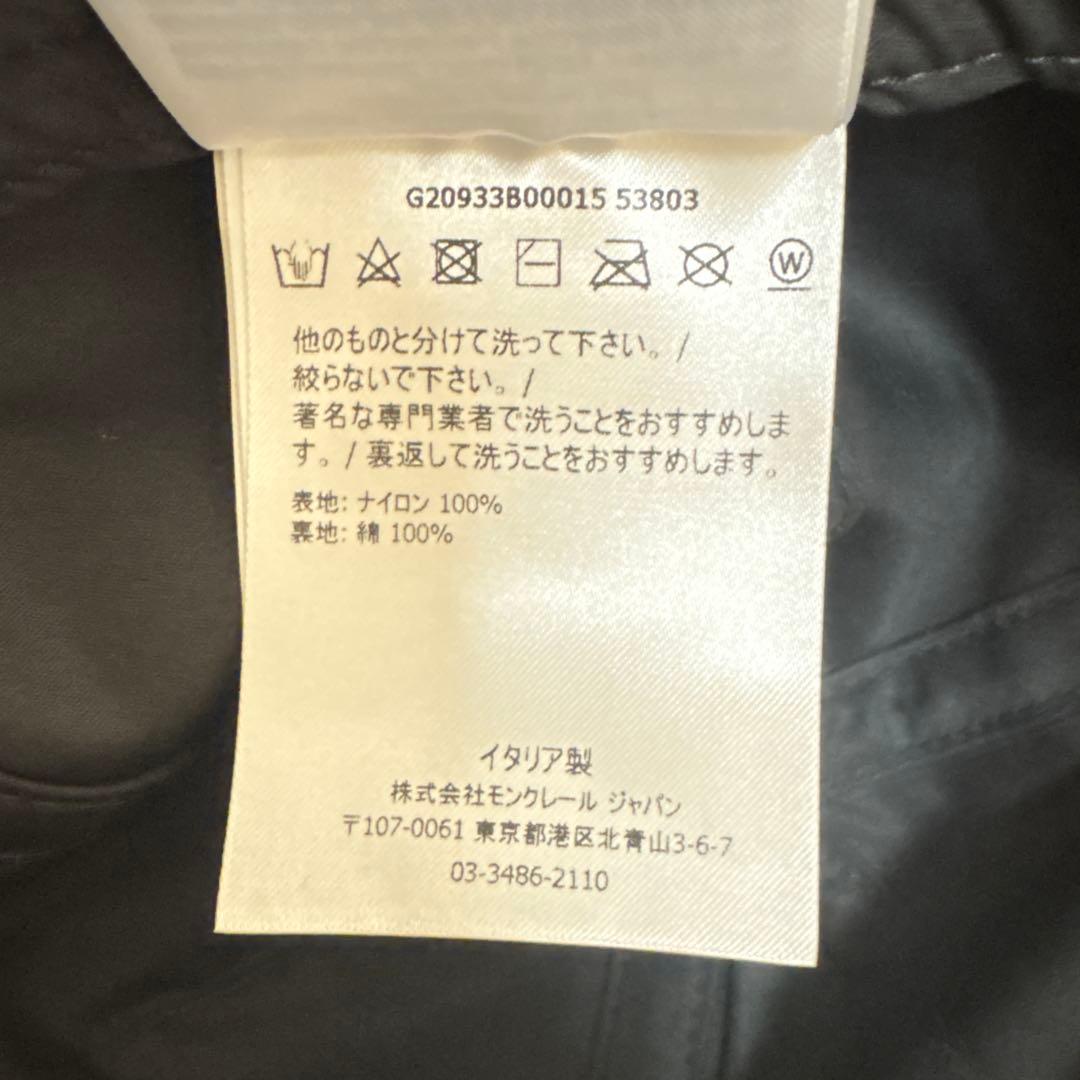 G20933B00015 53803
W
他のものと分けて洗って下さい。/
絞らないで下さい。/
著名な専門業者で洗うことをおすすめしま
す。/ 裏返して洗うことをおすすめします。
表地: ナイロン 100%
裏地: 綿 100%
イタリア製
株式会社モンクレール ジャパン
〒107-0061 東京都港区北青山3-6-7
03-3486-2110